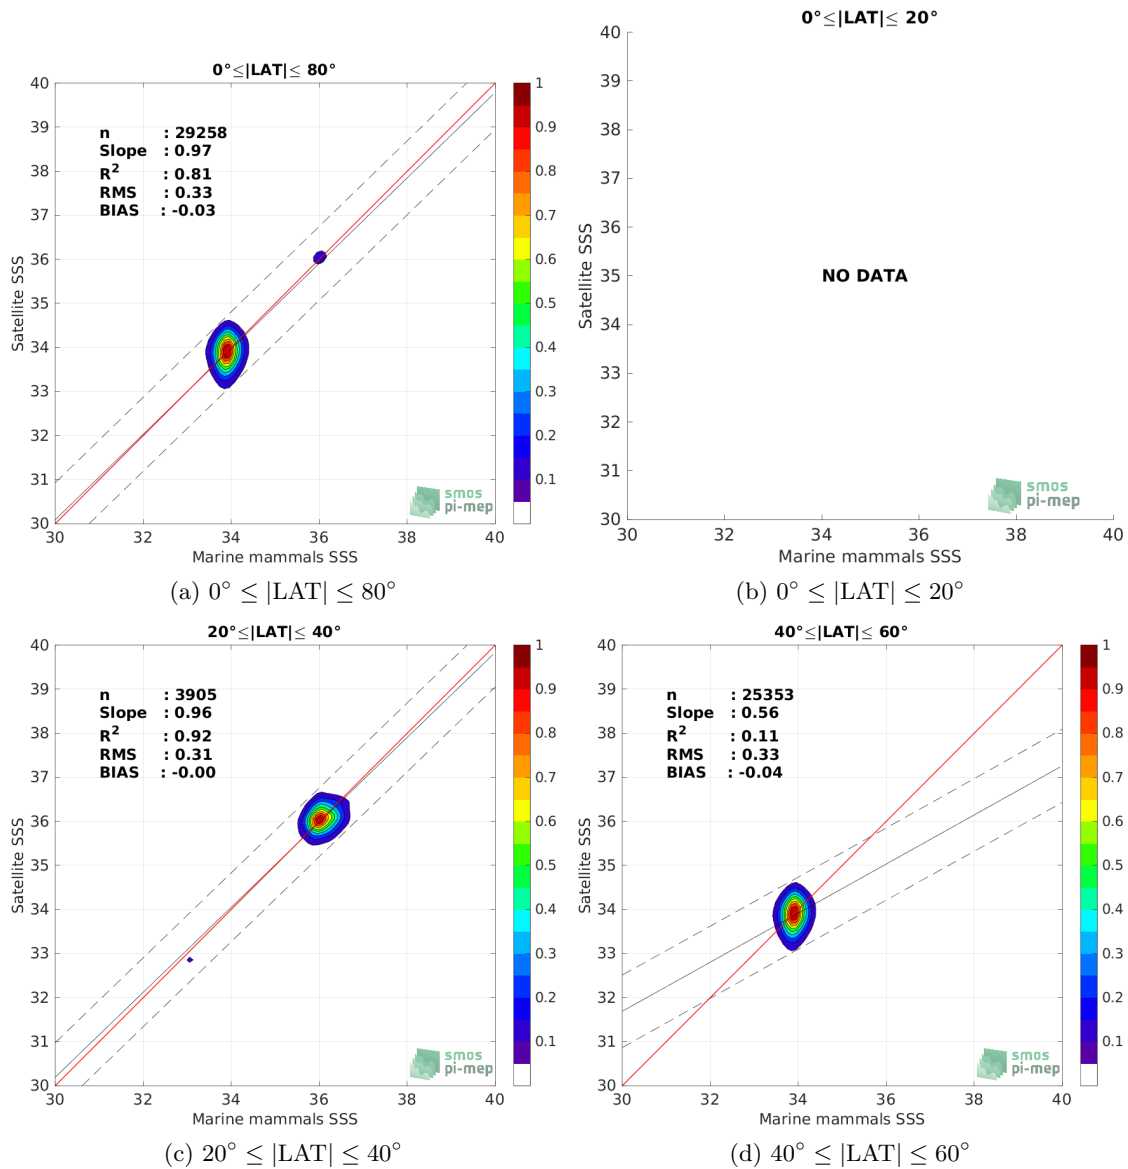 0°≤|LAT|≤ 80°
40
39
38
37
36
35
34
33
32
31
30
Satellite SSS
n : 29258
Slope : 0.97
R² : 0.81
RMS : 0.33
BIAS : -0.03
smos
pi-mep
30 32 34 36 38 40
Marine mammals SSS
1
0.9
0.8
0.7
0.6
0.5
0.4
0.3
0.2
0.1
(a) 0° ≤ |LAT| ≤ 80°
0°≤|LAT|≤ 20°
40
39
38
37
36
35
34
33
32
31
30
Satellite SSS
NO DATA
smos
pi-mep
30 32 34 36 38 40
Marine mammals SSS
(b) 0° ≤ |LAT| ≤ 20°
20°≤|LAT|≤ 40°
40
39
38
37
36
35
34
33
32
31
30
Satellite SSS
n : 3905
Slope : 0.96
R² : 0.92
RMS : 0.31
BIAS : -0.00
smos
pi-mep
30 32 34 36 38 40
Marine mammals SSS
1
0.9
0.8
0.7
0.6
0.5
0.4
0.3
0.2
0.1
(c) 20° ≤ |LAT| ≤ 40°
40°≤|LAT|≤ 60°
40
39
38
37
36
35
34
33
32
31
30
Satellite SSS
n : 25353
Slope : 0.56
R² : 0.11
RMS : 0.33
BIAS : -0.04
smos
pi-mep
30 32 34 36 38 40
Marine mammals SSS
1
0.9
0.8
0.7
0.6
0.5
0.4
0.3
0.2
0.1
(d) 40° ≤ |LAT| ≤ 60°